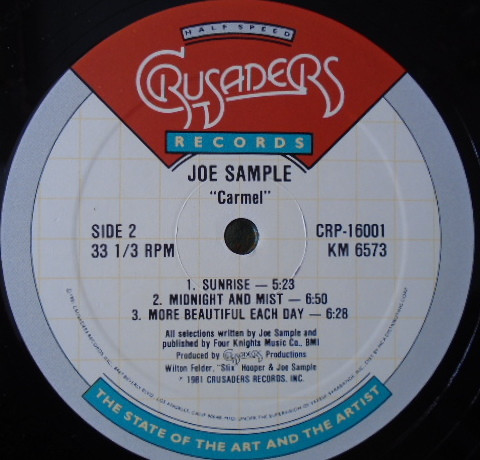 HALF SPEED
CRUSADERS
RECORDS
JOE SAMPLE
"Carmel"
SIDE 2
33 1/3 RPM
CRP-16001
KM 6573
1. SUNRISE — 5:23
2. MIDNIGHT AND MIST — 6:50
3. MORE BEAUTIFUL EACH DAY — 6:28
All selections written by Joe Sample and
published by Four Knights Music Co., BMI
Produced by Crusaders Productions
Wilton Felder, "Stix" Hooper & Joe Sample
1981 CRUSADERS RECORDS, INC.
THE STATE OF THE ART AND THE ARTIST